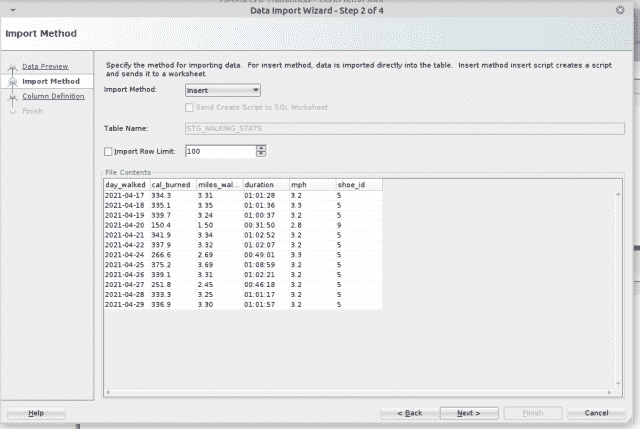 Data Import Wizard - Step 2 of 4
Import Method
Data Preview
Import Method
Column Definition
Finish
Specify the method for importing data. For insert method, data is imported directly into the table. Insert method insert script creates a script
and sends it to a worksheet.
Import Method: Insert
Send Create Script to SQL Worksheet
Table Name: STG_WALKING_STATS
Import Row Limit: 100
File Contents
day_walked cal_burned miles_wal... duration mph shoe_id
2021-04-17 334.3 3.31 01:01:28 3.2 5
2021-04-18 335.1 3.35 01:01:36 3.3 5
2021-04-19 339.7 3.24 01:00:37 3.2 5
2021-04-20 150.4 1.50 00:31:50 2.8 9
2021-04-21 341.9 3.34 01:02:52 3.2 5
2021-04-22 337.9 3.32 01:02:07 3.2 5
2021-04-24 266.6 2.69 00:49:01 3.3 5
2021-04-25 375.2 3.69 01:08:59 3.2 5
2021-04-26 339.1 3.31 01:02:21 3.2 5
2021-04-27 251.8 2.45 00:46:18 3.2 5
2021-04-28 333.3 3.25 01:01:17 3.2 5
2021-04-29 336.9 3.30 01:01:57 3.2 5
Help < Back Next > Finish Cancel